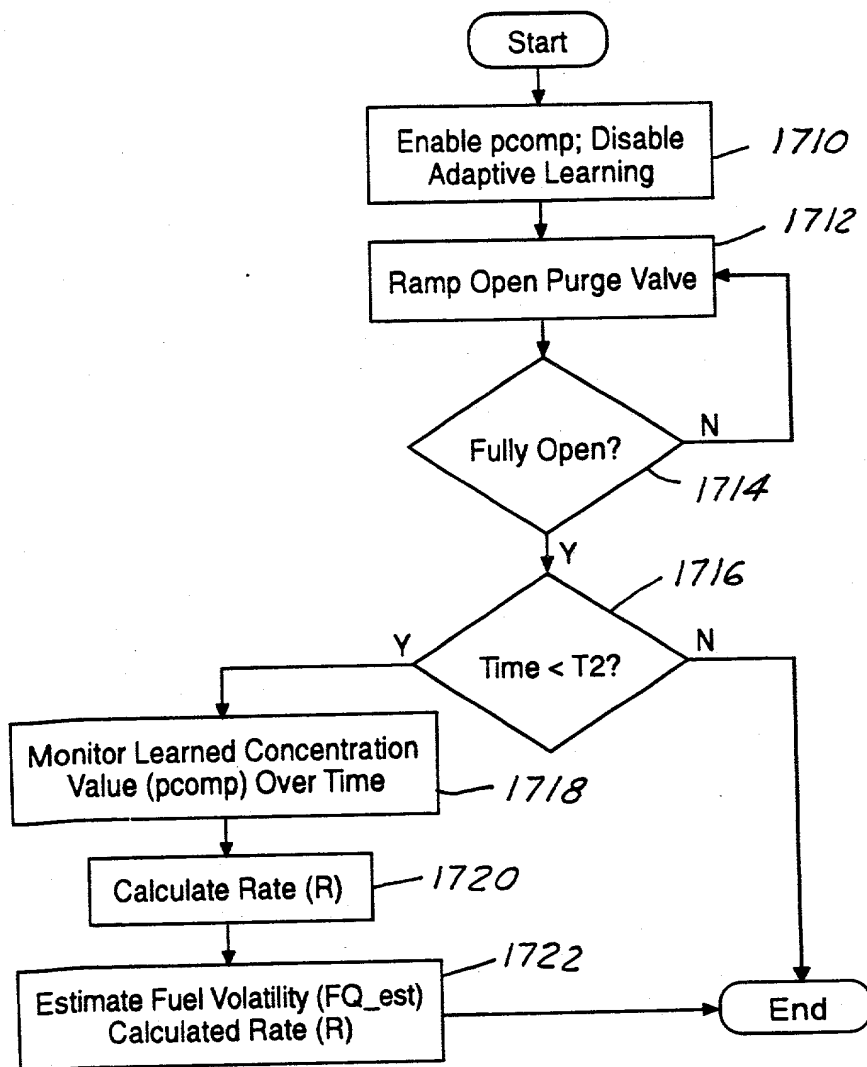 Start
Enable pcomp; Disable
Adaptive Learning
1710
1712
Ramp Open Purge Valve
Fully Open?
N
1714
Y
1716
Y
N
Time < T2?
Monitor Learned Concentration
Value (pcomp) Over Time
1718
Calculate Rate (R)
1720
1722
Estimate Fuel Volatility (FQ_est)
Calculated Rate (R)
End